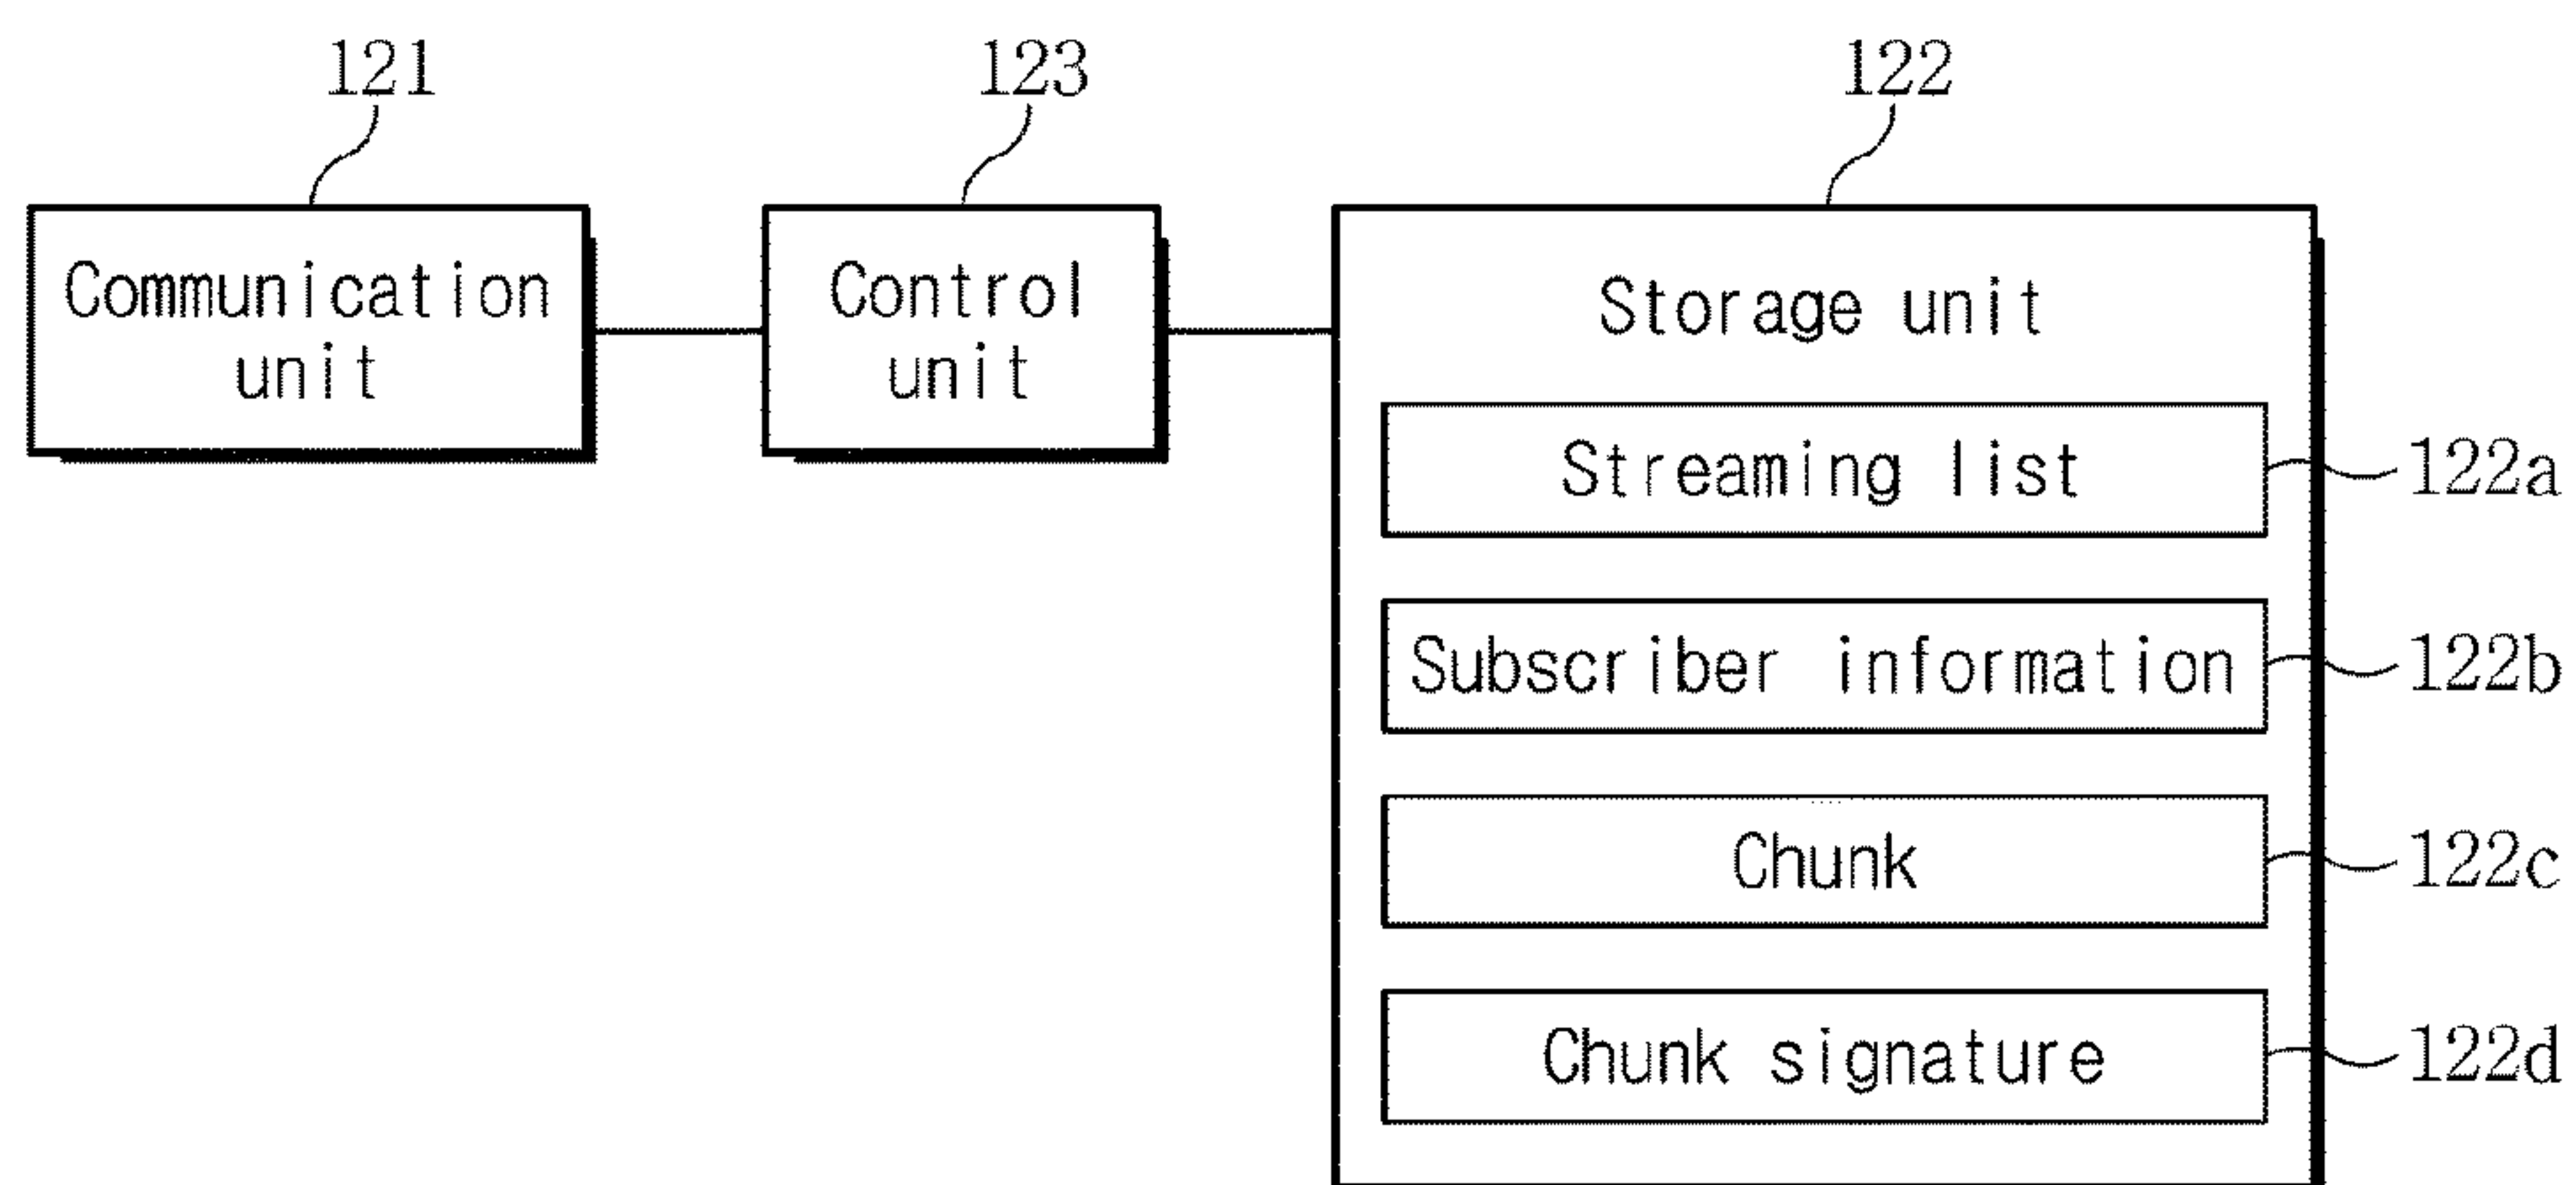 121
123
122
Communication
unit
Control
unit
Storage unit
Streaming list
122a
Subscriber information
122b
Chunk
122c
Chunk signature
122d